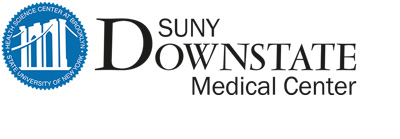 HEALTH SCIENCE CENTER AT BROOKLYN
STATE UNIVERSITY OF NEW YORK
SUNY
DOWNSTATE
Medical Center